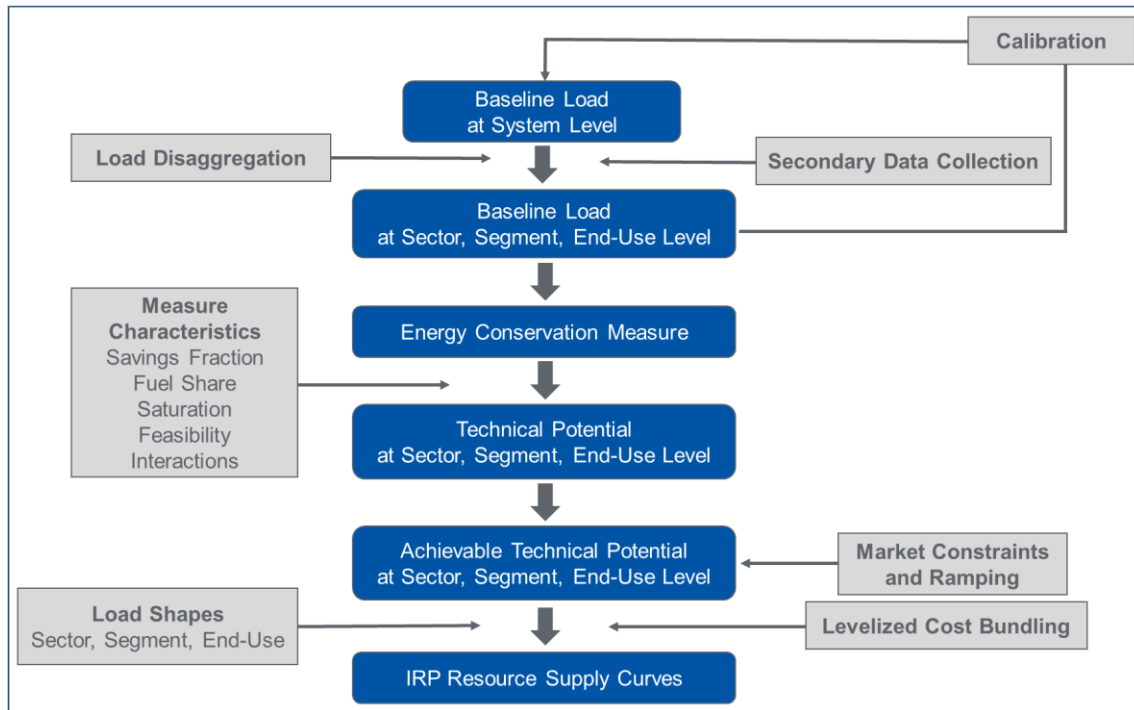 Calibration
Baseline Load
at System Level
Load Disaggregation
Secondary Data Collection
Baseline Load
at Sector, Segment, End-Use Level
Measure
Characteristics
Savings Fraction
Fuel Share
Saturation
Feasibility
Interactions
Energy Conservation Measure
Technical Potential
at Sector, Segment, End-Use Level
Achievable Technical Potential
at Sector, Segment, End-Use Level
Market Constraints
and Ramping
Load Shapes
Sector, Segment, End-Use
Levelized Cost Bundling
IRP Resource Supply Curves